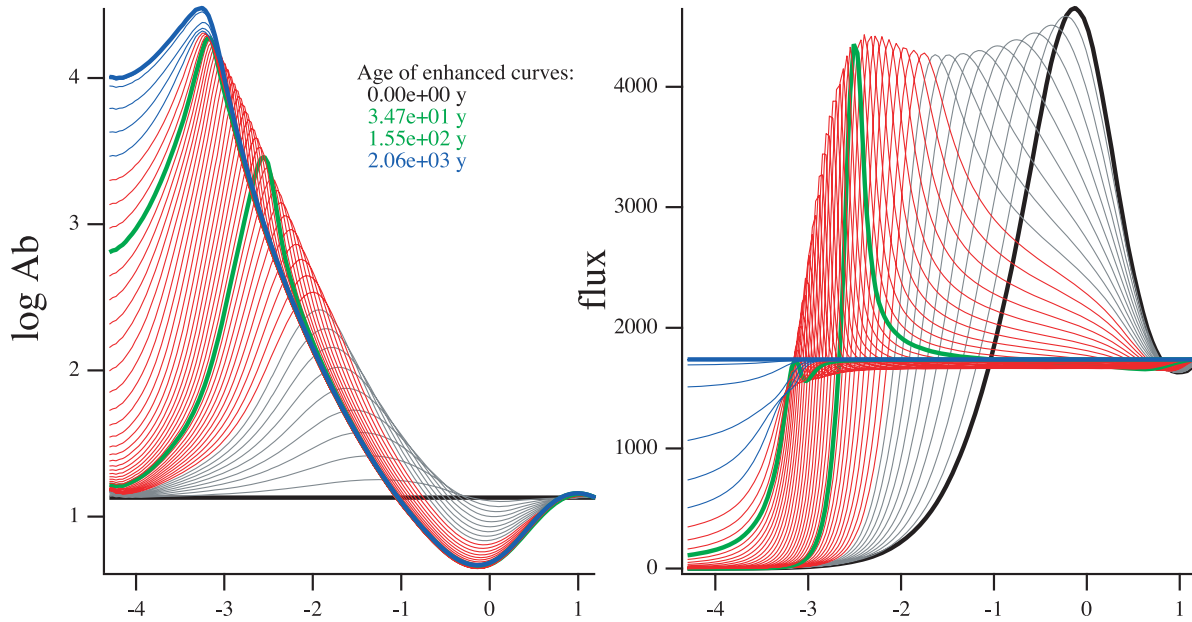 log Ab
4
3
2
1
Age of enhanced curves:
0.00e+00 y
3.47e+01 y
1.55e+02 y
2.06e+03 y
-4 -3 -2 -1 0 1
flux
4000
3000
2000
1000
0
-4 -3 -2 -1 0 1